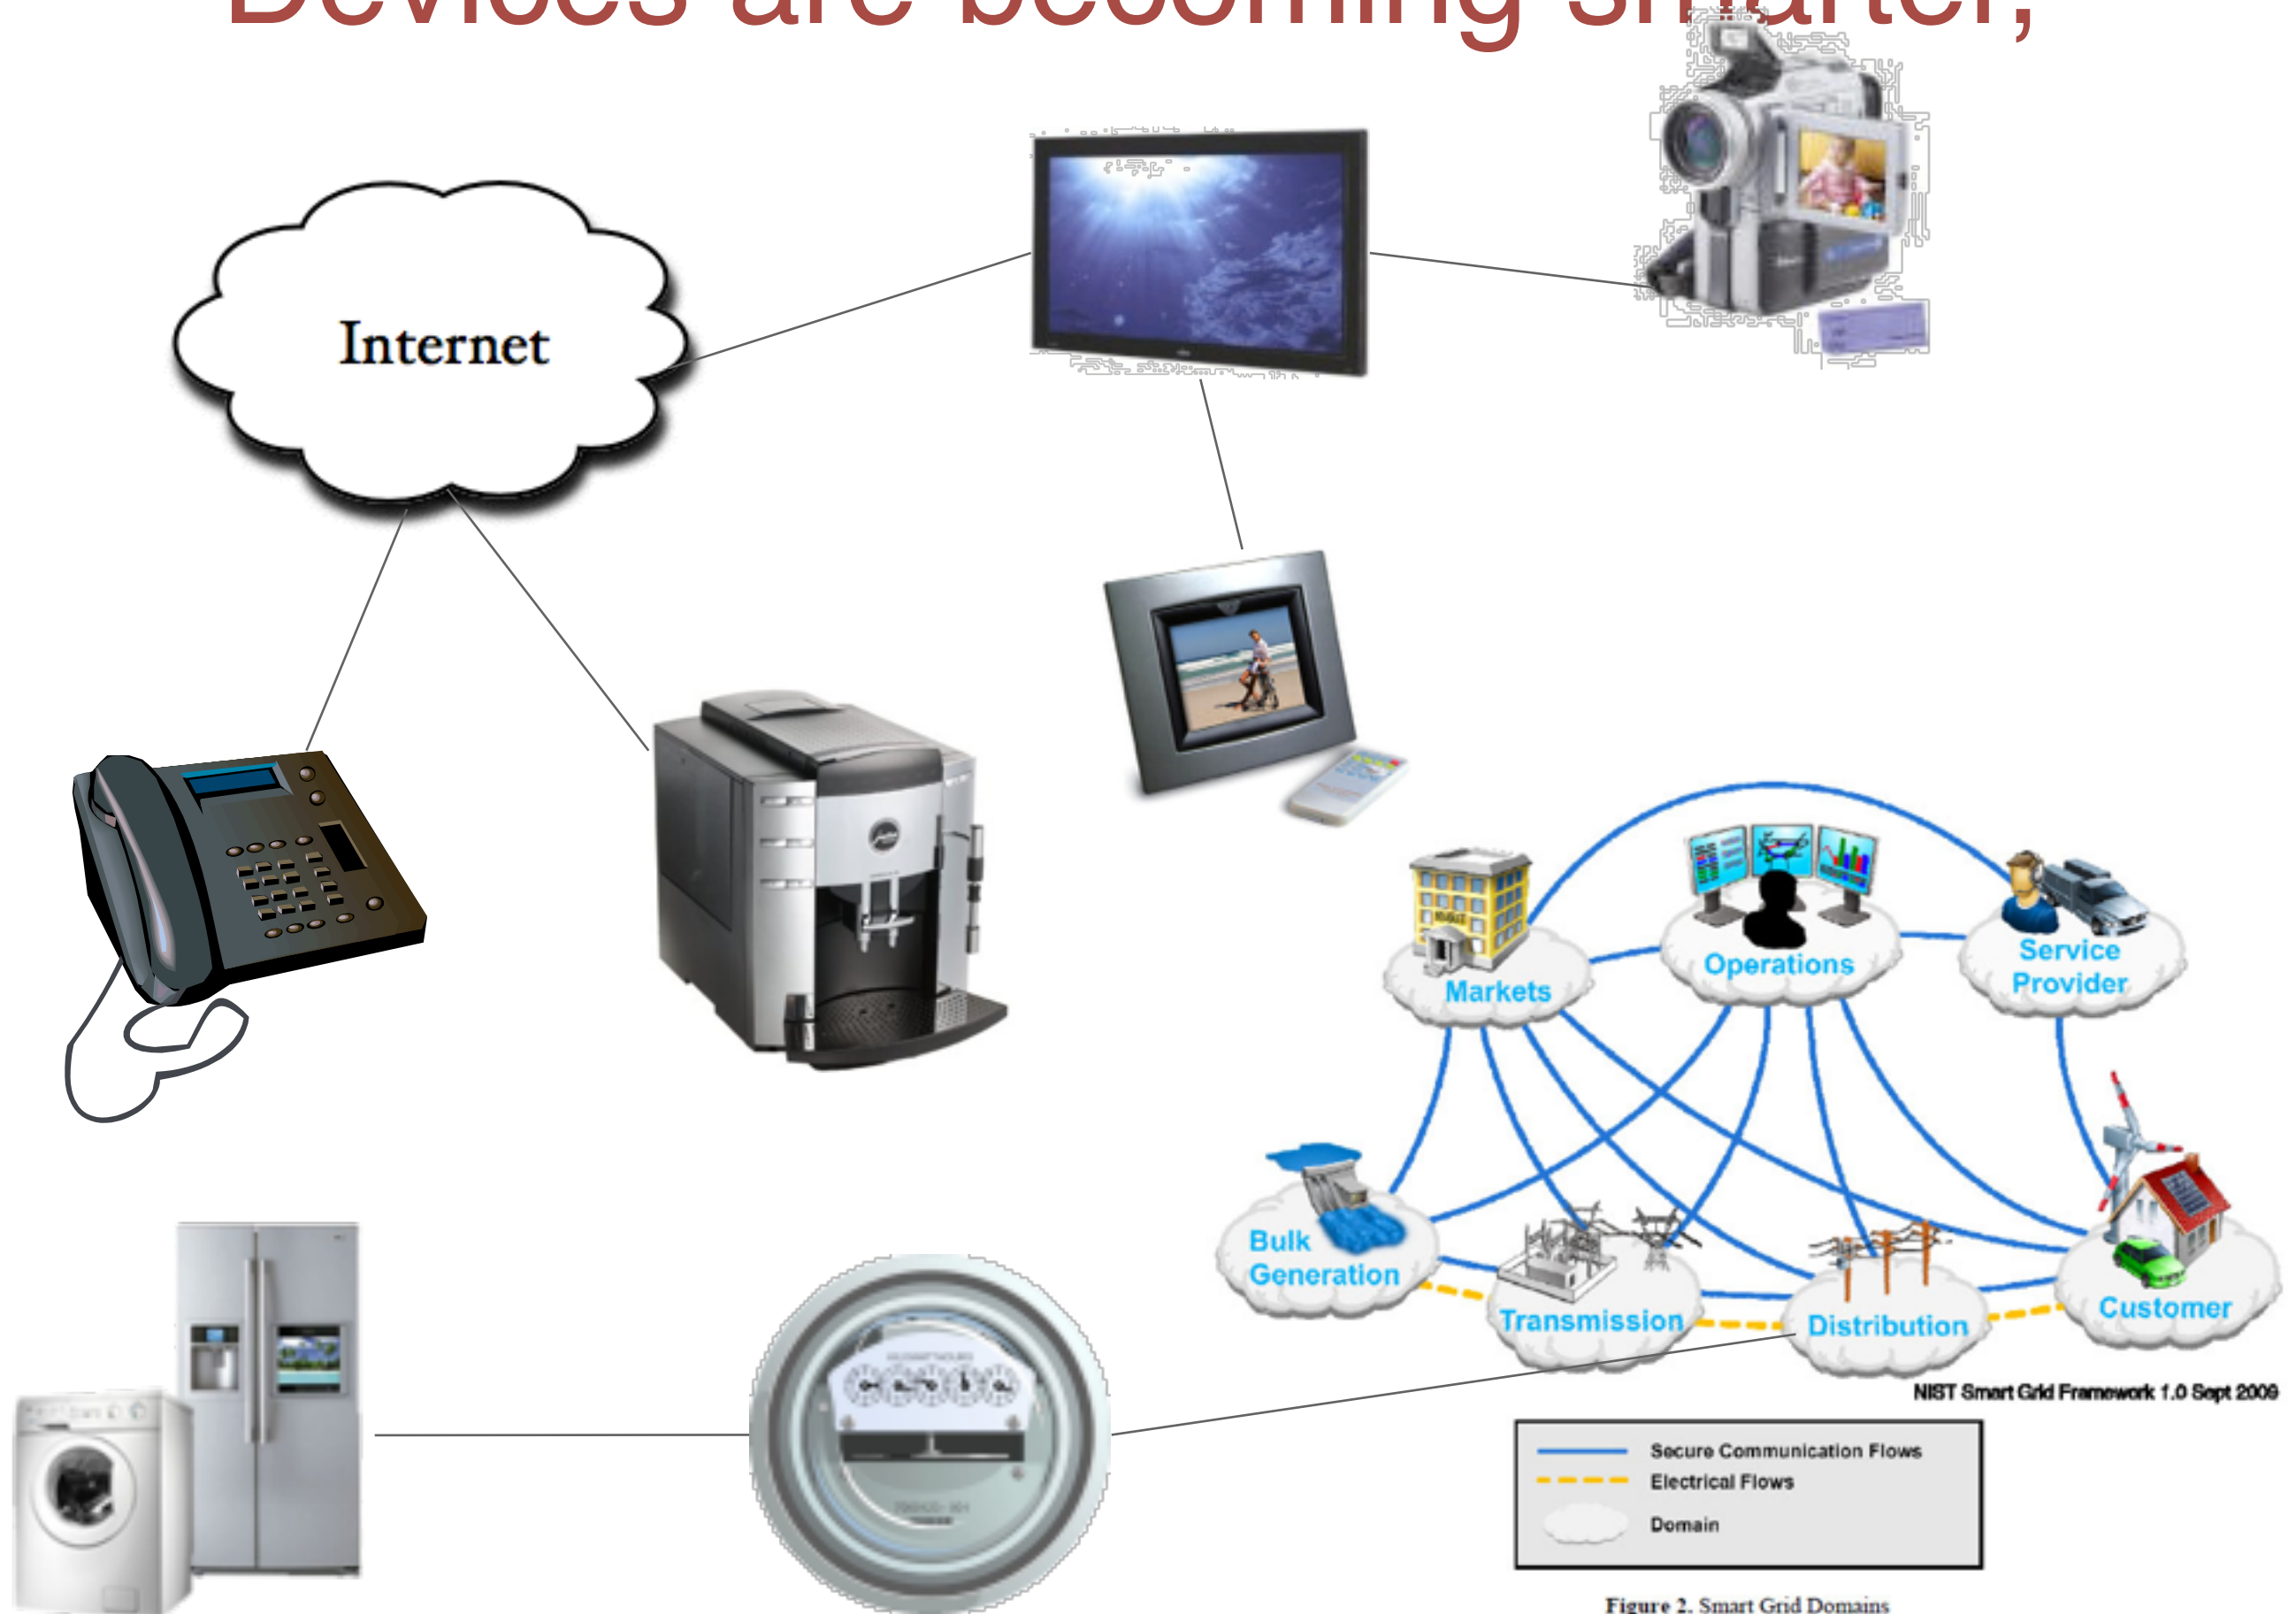 Devices are becoming smarter,
Internet
Markets
Operations
Service
Provider
Bulk
Generation
Transmission
Distribution
Customer
NIST Smart Grid Framework 1.0 Sept 2009
Secure Communication Flows
Electrical Flows
Domain
Figure 2. Smart Grid Domains